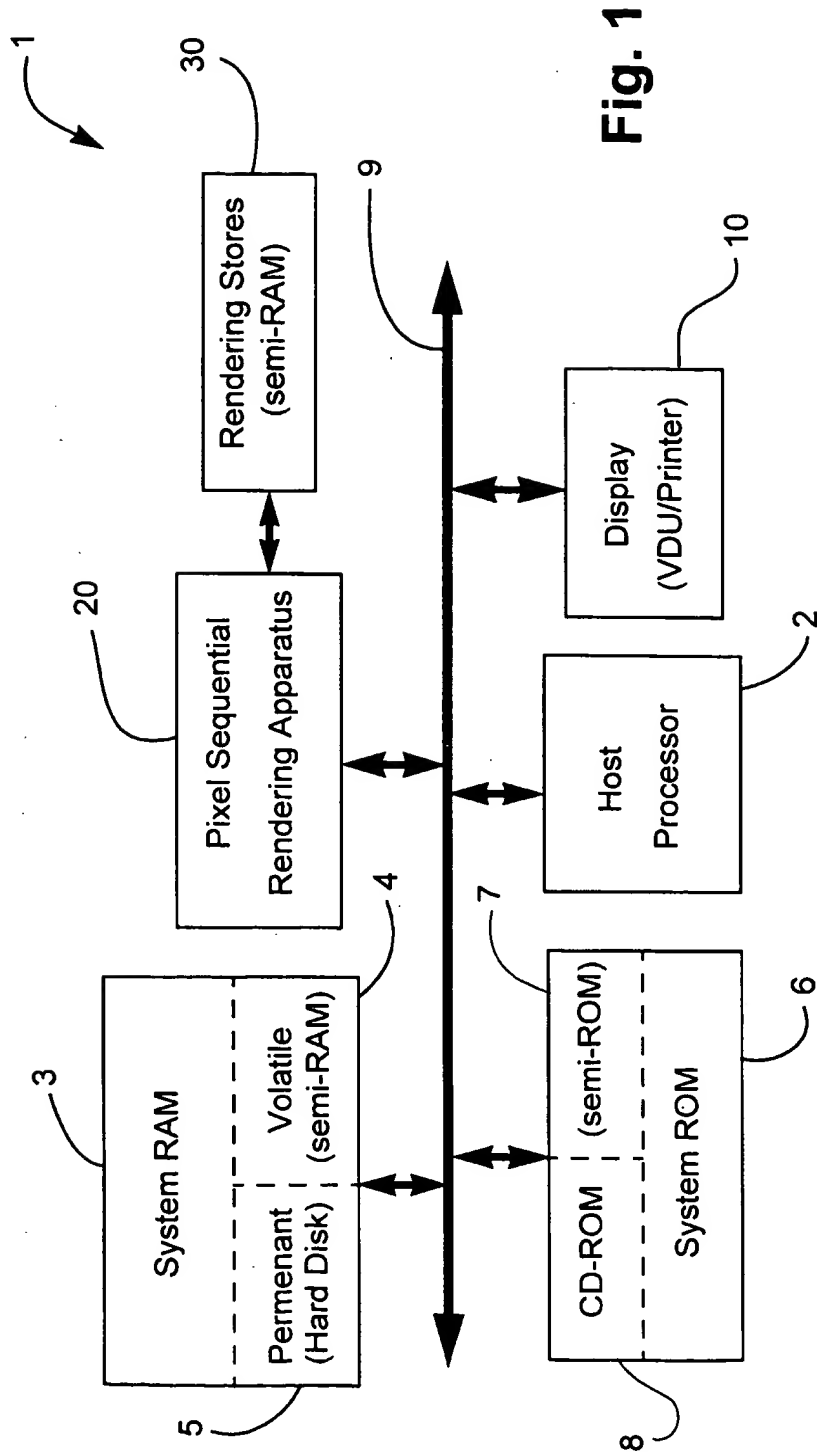 1
3
System RAM
Permenant
(Hard Disk)
Volatile
(semi-RAM)
5
4
20
Pixel Sequential
Rendering Apparatus
30
Rendering Stores
(semi-RAM)
9
7
CD-ROM
(semi-ROM)
System ROM
8
6
Host
Processor
2
Display
(VDU/Printer)
10
Fig. 1